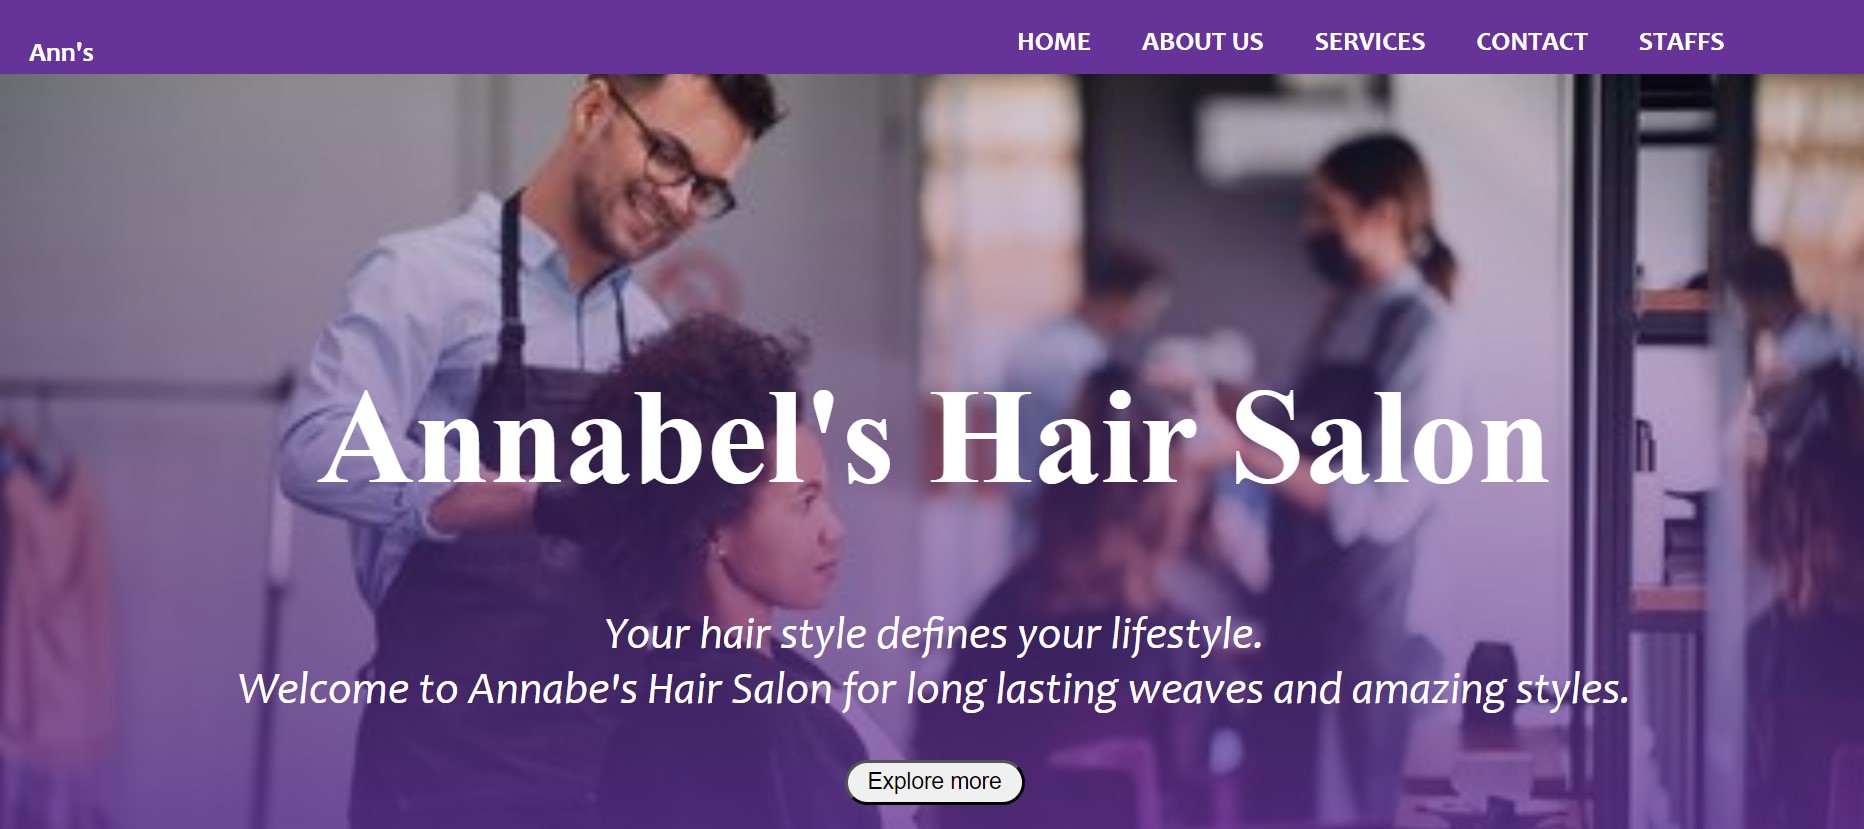 Ann's
HOME ABOUT US SERVICES CONTACT STAFFS
Annabel's Hair Salon
Your hair style defines your lifestyle.
Welcome to Annabe's Hair Salon for long lasting weaves and amazing styles.
Explore more